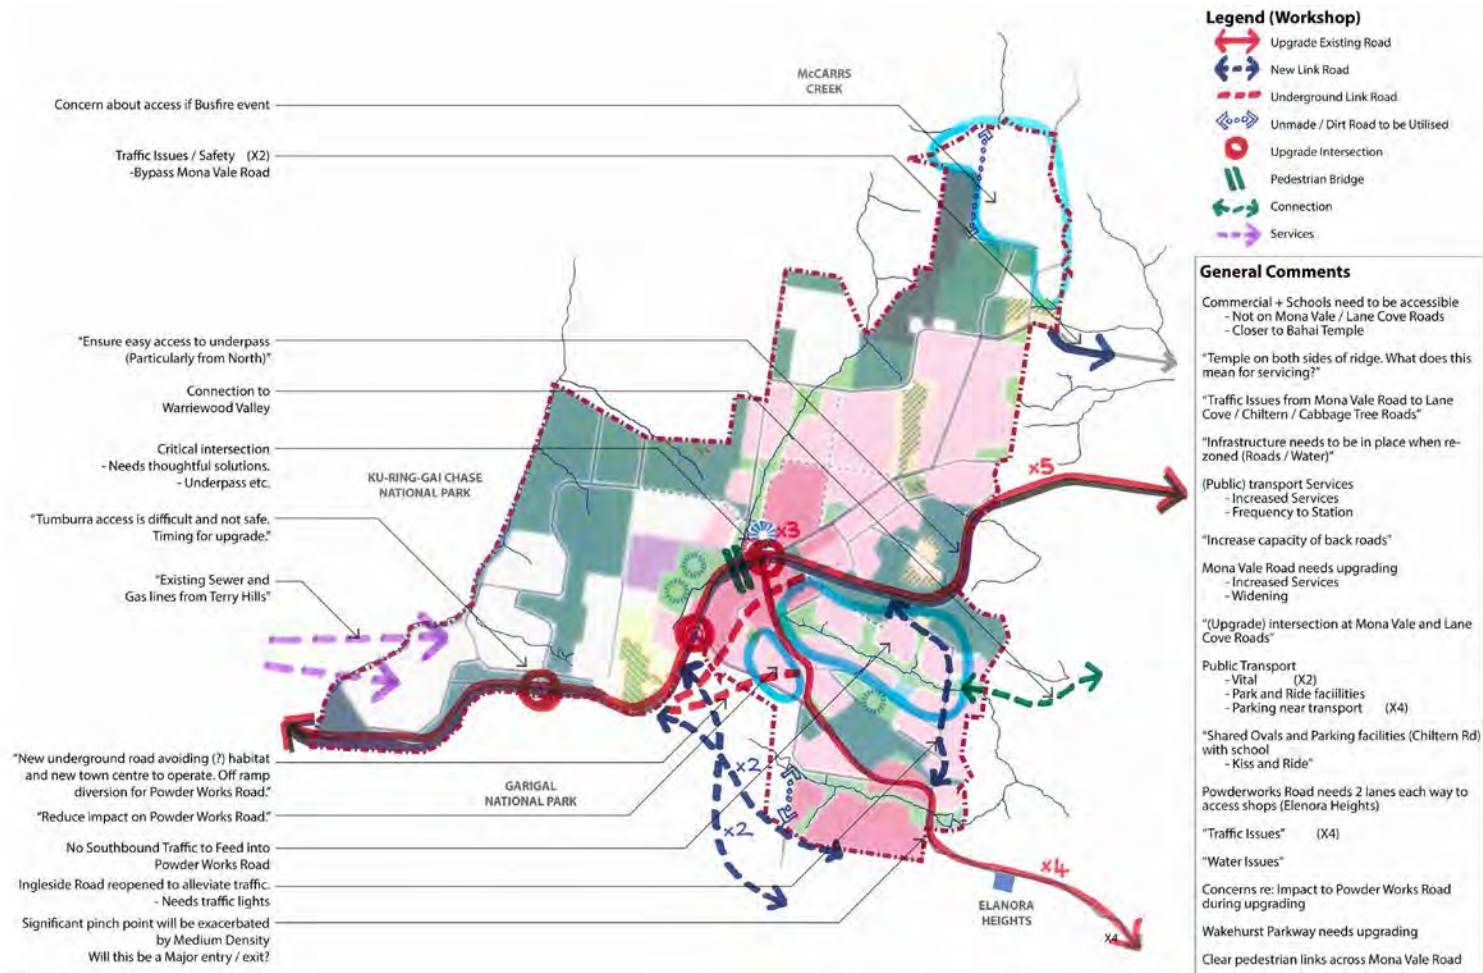 Concern about access if Busfire event
Traffic Issues / Safety (X2)
-Bypass Mona Vale Road
"Ensure easy access to underpass
(Particularly from North)"
Connection to
Warriewood Valley
Critical intersection
- Needs thoughtful solutions.
- Underpass etc.
"Tumburra access is difficult and not safe.
Timing for upgrade."
"Existing Sewer and
Gas lines from Terry Hills"
"New underground road avoiding (?) habitat
and new town centre to operate. Off ramp
diversion for Powder Works Road."
"Reduce impact on Powder Works Road."
No Southbound Traffic to Feed into
Powder Works Road
Ingleside Road reopened to alleviate traffic.
- Needs traffic lights
Significant pinch point will be exacerbated
by Medium Density
Will this be a Major entry / exit?
McCARRS
CREEK
KU-RING-GAI CHASE
NATIONAL PARK
GARIGAL
NATIONAL PARK
ELANORA
HEIGHTS
x5
x3
x2
x2
x4
X4
Legend (Workshop)
Upgrade Existing Road
New Link Road
Underground Link Road
Unmade / Dirt Road to be Utilised
Upgrade Intersection
Pedestrian Bridge
Connection
Services
General Comments
Commercial + Schools need to be accessible
- Not on Mona Vale / Lane Cove Roads
- Closer to Bahai Temple
"Temple on both sides of ridge. What does this
mean for servicing?"
"Traffic Issues from Mona Vale Road to Lane
Cove / Chiltern / Cabbage Tree Roads"
"Infrastructure needs to be in place when re-
zoned (Roads / Water)"
(Public) transport Services
- Increased Services
- Frequency to Station
"Increase capacity of back roads"
Mona Vale Road needs upgrading
- Increased Services
- Widening
"(Upgrade) intersection at Mona Vale and Lane
Cove Roads"
Public Transport
- Vital (X2)
- Park and Ride faciilities
- Parking near transport (X4)
"Shared Ovals and Parking facilities (Chiltern Rd)
with school
- Kiss and Ride"
Powderworks Road needs 2 lanes each way to
access shops (Elenora Heights)
"Traffic Issues" (X4)
"Water Issues"
Concerns re: Impact to Powder Works Road
during upgrading
Wakehurst Parkway needs upgrading
Clear pedestrian links across Mona Vale Road